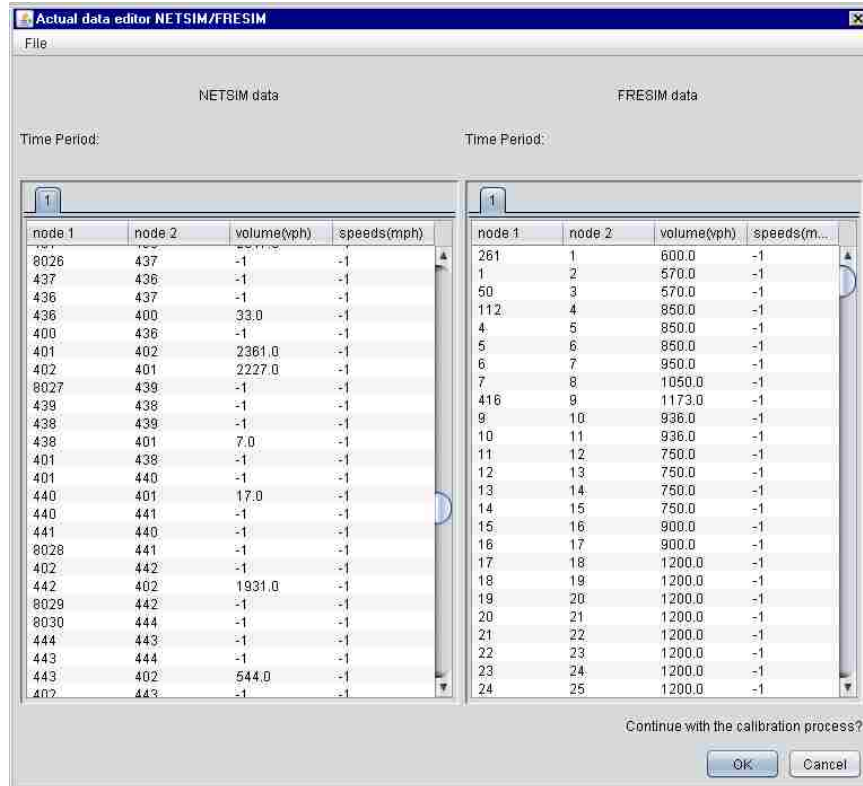 Actual data editor NETSIM/FRESIM
File
NETSIM data
FRESIM data
Time Period:
Time Period:
1
node 1 node 2 volume(vph) speeds(mph)
8026 437 -1 -1
437 436 -1 -1
436 437 -1 -1
436 400 33.0 -1
400 436 -1 -1
401 402 2361.0 -1
402 401 2227.0 -1
8027 439 -1 -1
439 438 -1 -1
438 439 -1 -1
438 401 7.0 -1
401 438 -1 -1
401 440 -1 -1
440 401 17.0 -1
440 441 -1 -1
441 440 -1 -1
8028 441 -1 -1
402 442 -1 -1
442 402 1931.0 -1
8029 442 -1 -1
8030 444 -1 -1
444 443 -1 -1
443 444 -1 -1
443 402 544.0 -1
402 443 -1 -1
1
node 1 node 2 volume(vph) speeds(m...
261 1 600.0 -1
1 2 570.0 -1
50 3 570.0 -1
112 4 850.0 -1
4 5 850.0 -1
5 6 850.0 -1
6 7 950.0 -1
7 8 1050.0 -1
416 9 1173.0 -1
9 10 936.0 -1
10 11 936.0 -1
11 12 750.0 -1
12 13 750.0 -1
13 14 750.0 -1
14 15 750.0 -1
15 16 900.0 -1
16 17 900.0 -1
17 18 1200.0 -1
18 19 1200.0 -1
19 20 1200.0 -1
20 21 1200.0 -1
21 22 1200.0 -1
22 23 1200.0 -1
23 24 1200.0 -1
24 25 1200.0 -1
Continue with the calibration process?
OK Cancel